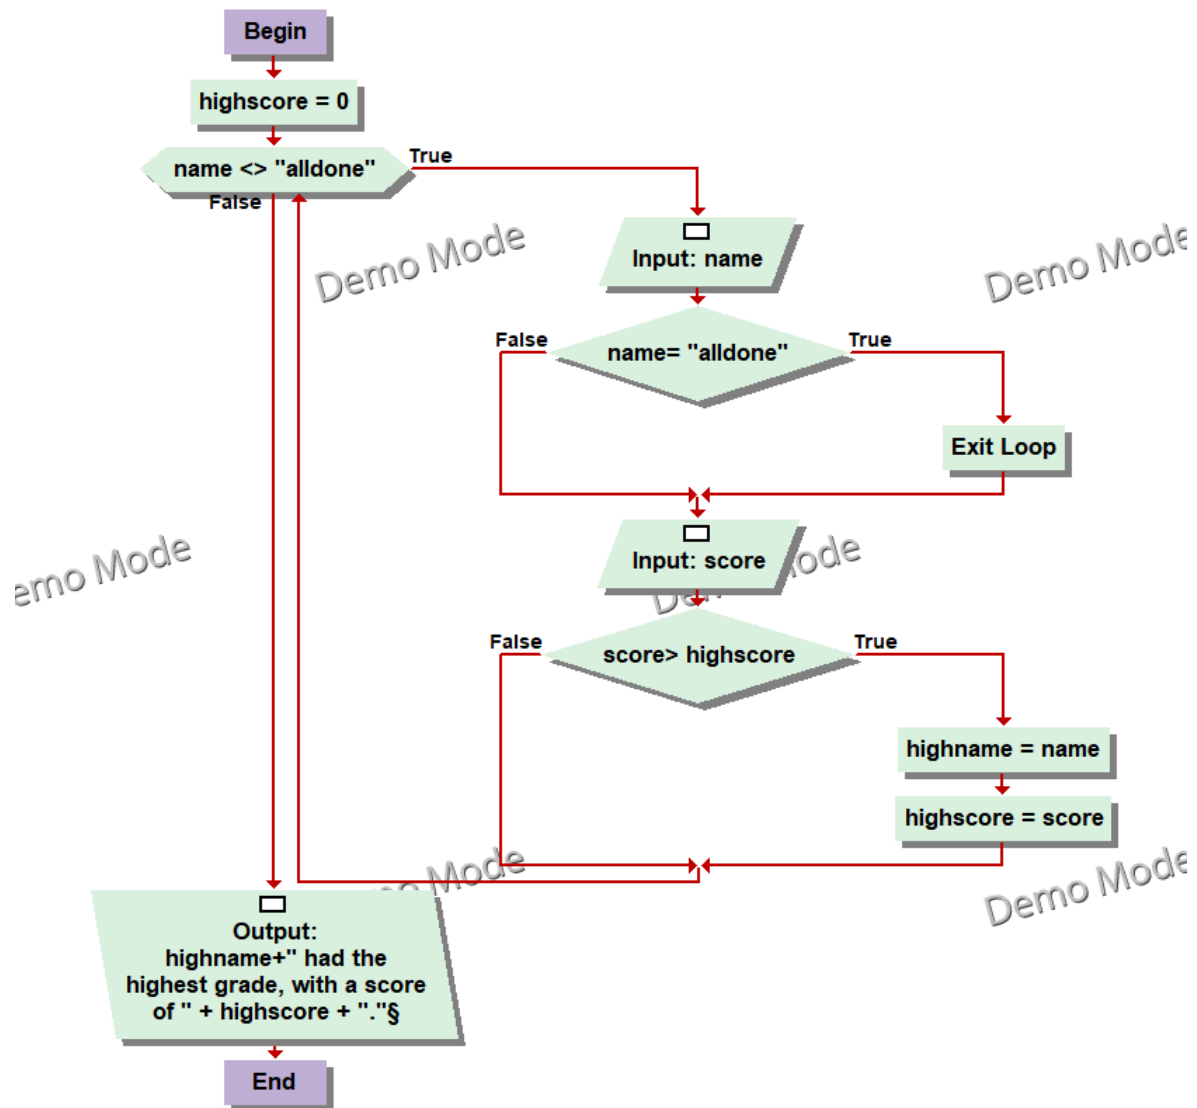 Begin
highscore = 0
name <> "alldone"
True
False
Demo Mode
Demo Mode
Input: name
name= "alldone"
False
True
Exit Loop
Input: score
emo Mode
D Mode
score> highscore
False
True
highname = name
highscore = score
Mode
Demo Mode
Output:
highname+" had the
highest grade, with a score
of " + highscore + "."§
End